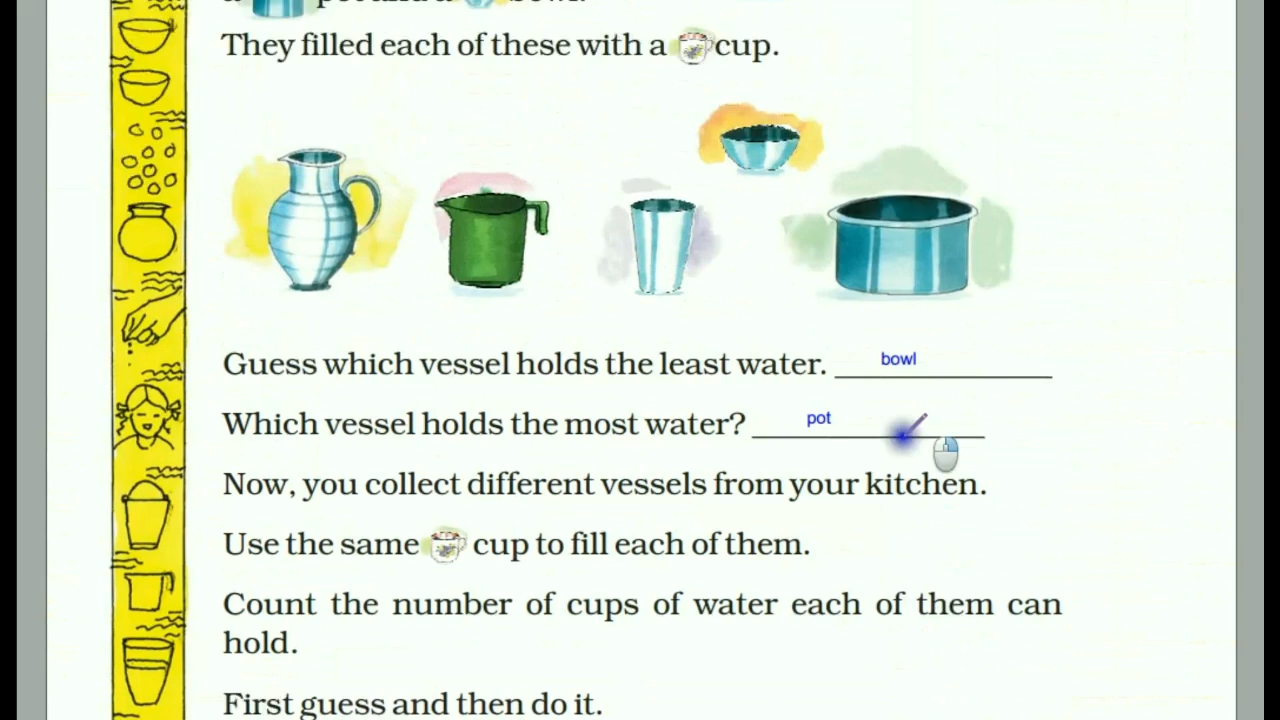 They filled each of these with a cup.
Guess which vessel holds the least water. bowl
Which vessel holds the most water? pot
Now, you collect different vessels from your kitchen.
Use the same cup to fill each of them.
Count the number of cups of water each of them can
hold.
First guess and then do it.